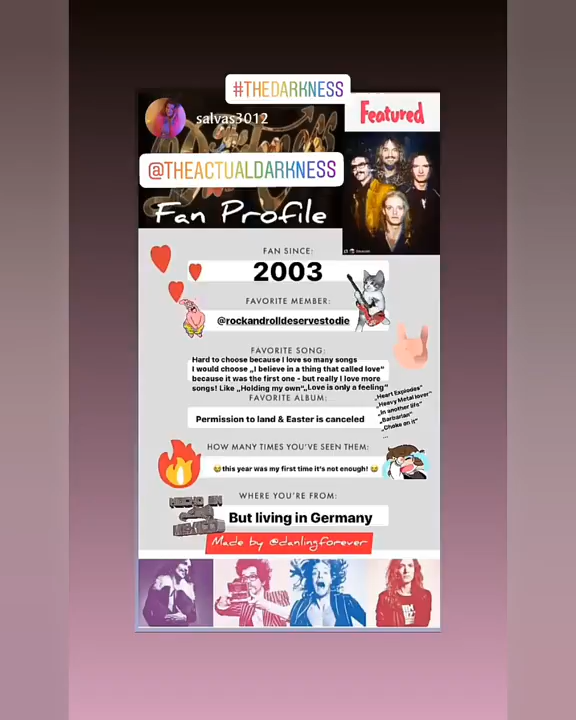 #THEDARKNESS
salvas3012
Featured
@THEACTUALDARKNESS
Fan Profile
FAN SINCE:
2003
FAVORITE MEMBER:
@rockandrolldeservestodie
FAVORITE SONG:
Hard to choose because I love so many songs
I would choose „I believe in a thing that called love"
because it was the first one - but really I love more
songs! Like „Holding my own" „Love is only a feeling"
„Heart Explodes"
„Heavy Metal lover"
„In another life"
„Barbarian"
„Choke on it"
...
FAVORITE ALBUM:
Permission to land & Easter is canceled
HOW MANY TIMES YOU'VE SEEN THEM:
😂this year was my first time it's not enough! 😂
WHERE YOU'RE FROM:
HECHO EN
MEXICO
But living in Germany
Made by @danlingforever